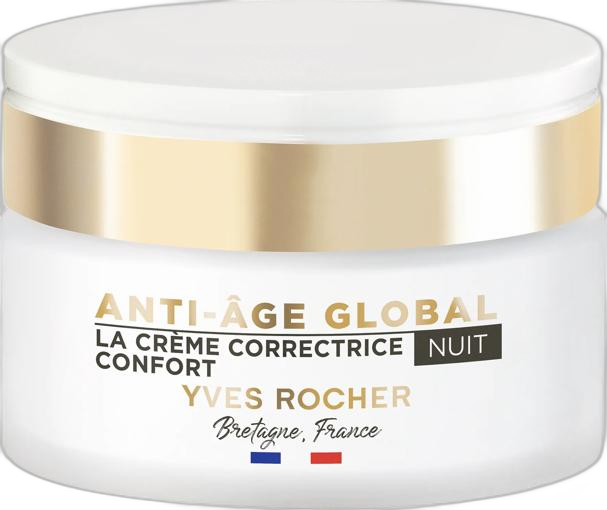 ANTI-ÂGE GLOBAL
LA CRÈME CORRECTRICE NUIT
CONFORT
YVES ROCHER
Bretagne, France